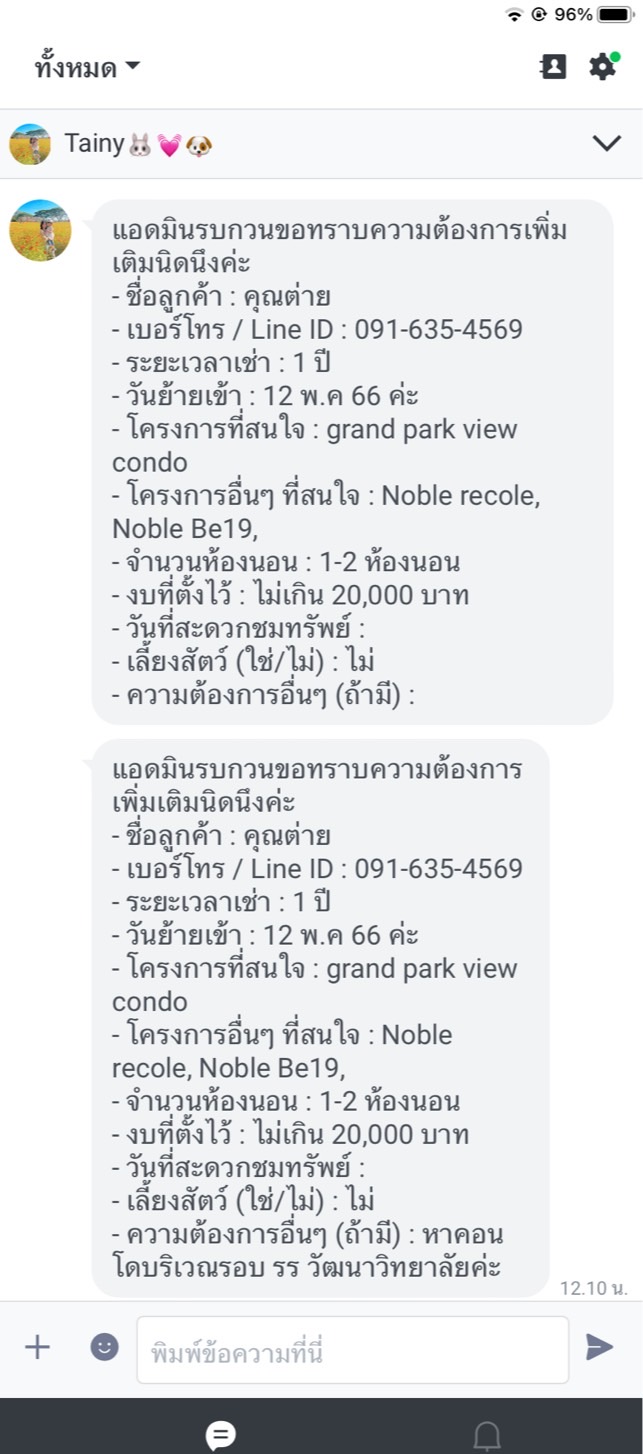 96%
ทั้งหมด
Tainy🐰💓🐶
แอดมินรบกวนขอทราบความต้องการเพิ่ม
เติมนิดนึงค่ะ
- ชื่อลูกค้า : คุณต่าย
- เบอร์โทร / Line ID : 091-635-4569
- ระยะเวลาเช่า : 1 ปี
- วันย้ายเข้า : 12 พ.ค 66 ค่ะ
- โครงการที่สนใจ : grand park view
condo
- โครงการอื่นๆ ที่สนใจ : Noble recole,
Noble Be19,
- จำนวนห้องนอน : 1-2 ห้องนอน
- งบที่ตั้งไว้ : ไม่เกิน 20,000 บาท
- วันที่สะดวกชมทรัพย์ :
- เลี้ยงสัตว์ (ใช่/ไม่) : ไม่
- ความต้องการอื่นๆ (ถ้ามี) :
แอดมินรบกวนขอทราบความต้องการ
เพิ่มเติมนิดนึงค่ะ
- ชื่อลูกค้า : คุณต่าย
- เบอร์โทร / Line ID : 091-635-4569
- ระยะเวลาเช่า : 1 ปี
- วันย้ายเข้า : 12 พ.ค 66 ค่ะ
- โครงการที่สนใจ : grand park view
condo
- โครงการอื่นๆ ที่สนใจ : Noble
recole, Noble Be19,
- จำนวนห้องนอน : 1-2 ห้องนอน
- งบที่ตั้งไว้ : ไม่เกิน 20,000 บาท
- วันที่สะดวกชมทรัพย์ :
- เลี้ยงสัตว์ (ใช่/ไม่) : ไม่
- ความต้องการอื่นๆ (ถ้ามี) : หาคอน
โดบริเวณรอบ รร วัฒนาวิทยาลัยค่ะ
12.10 น.
พิมพ์ข้อความที่นี่